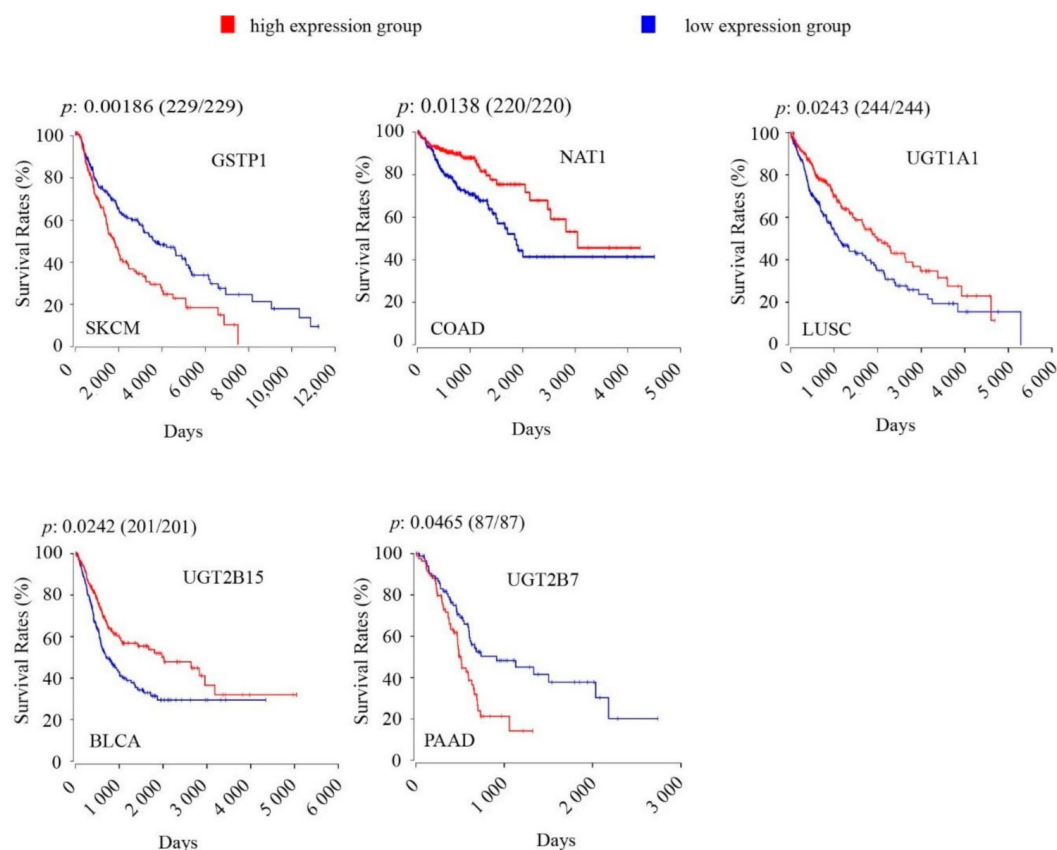 high expression group low expression group
p: 0.00186 (229/229)
100
80
60
40
20
0
Survival Rates (%)
GSTP1
SKCM
0
2 000
4 000
6 000
8 000
10,000
12,000
Days
p: 0.0138 (220/220)
100
80
60
40
20
0
Survival Rates (%)
NAT1
COAD
0
1 000
2 000
3 000
4 000
5 000
Days
p: 0.0243 (244/244)
100
80
60
40
20
0
Survival Rates (%)
UGT1A1
LUSC
0
1 000
2 000
3 000
4 000
5000
6 000
Days
p: 0.0242 (201/201)
100
80
60
40
20
0
Survival Rates (%)
UGT2B15
BLCA
0
1 000
2 000
3 000
4 000
5 000
6 000
Days
p: 0.0465 (87/87)
100
80
60
40
20
0
Survival Rates (%)
UGT2B7
PAAD
0
1 000
2 000
3 000
Days